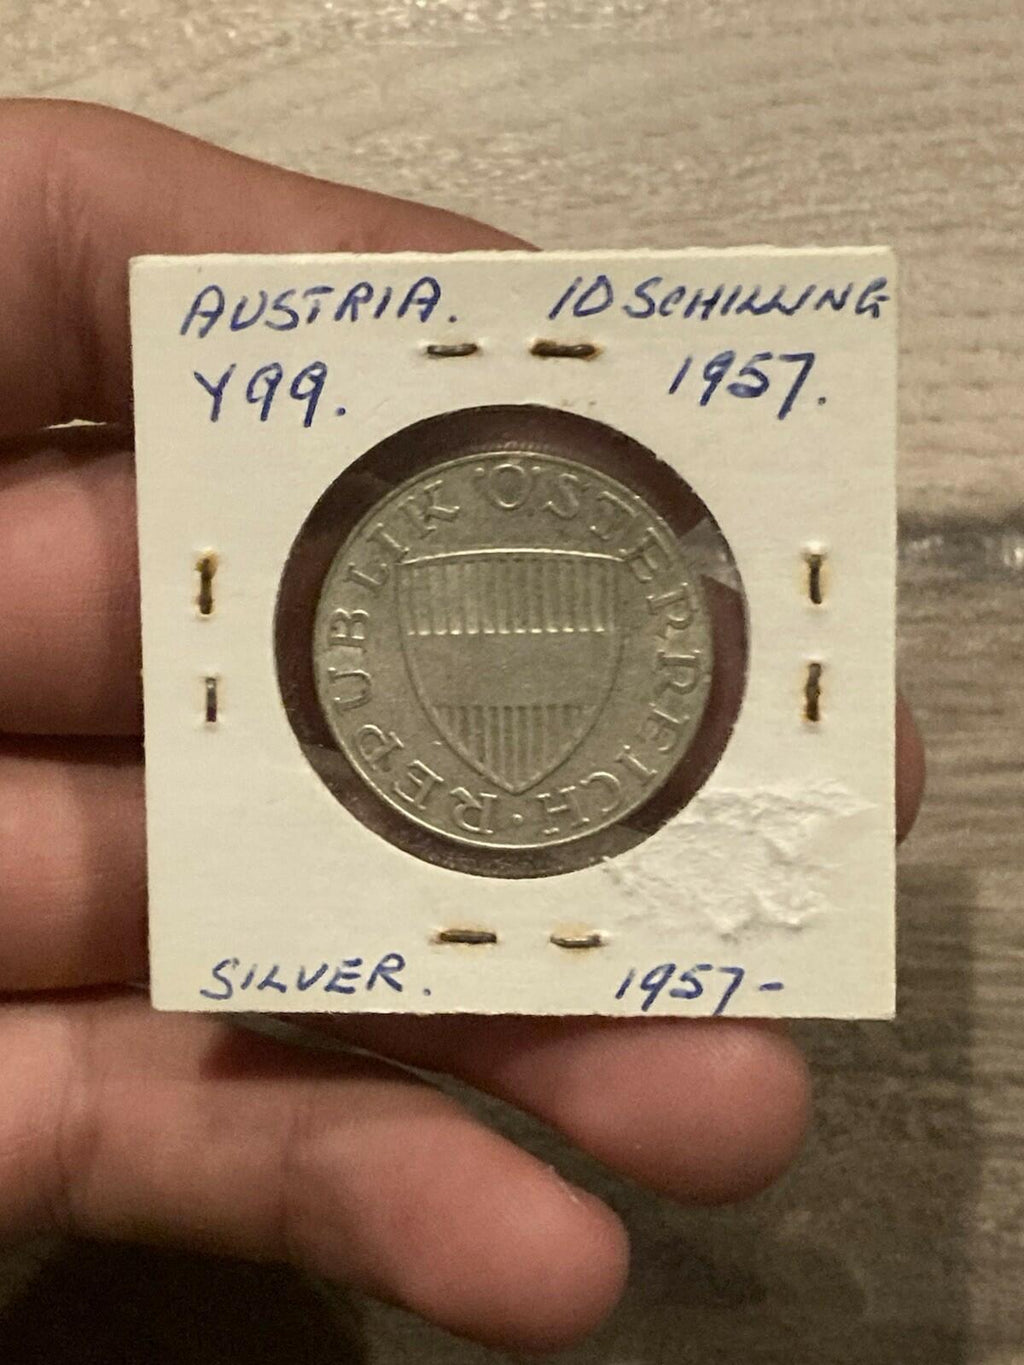 AUSTRIA. 10 SCHILLING
Y99. 1957.
REPUBLIK ÖSTERREICH ·
SILVER. 1957-